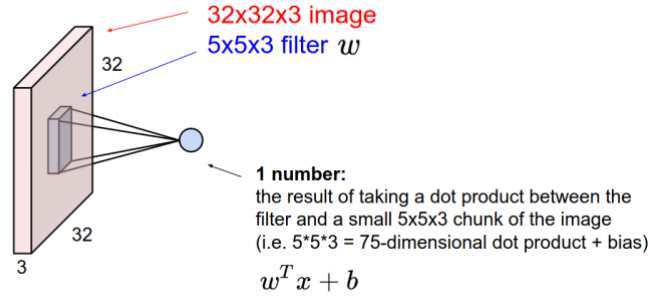 32x32x3 image
5x5x3 filter w
32
1 number:
the result of taking a dot product between the
filter and a small 5x5x3 chunk of the image
(i.e. 5*5*3 = 75-dimensional dot product + bias)
32
3
w^T x + b